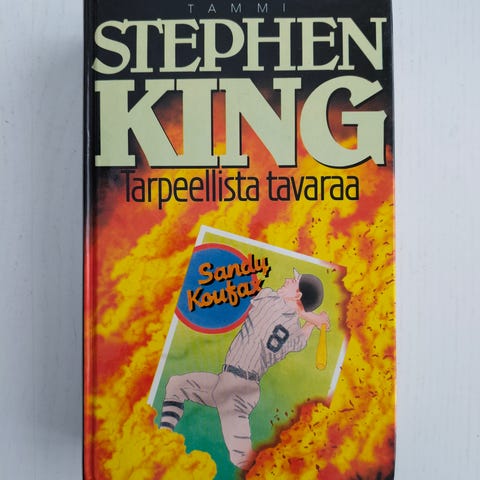 TAMMI
STEPHEN
KING
Tarpeellista tavaraa
Sandy
Koufax
8